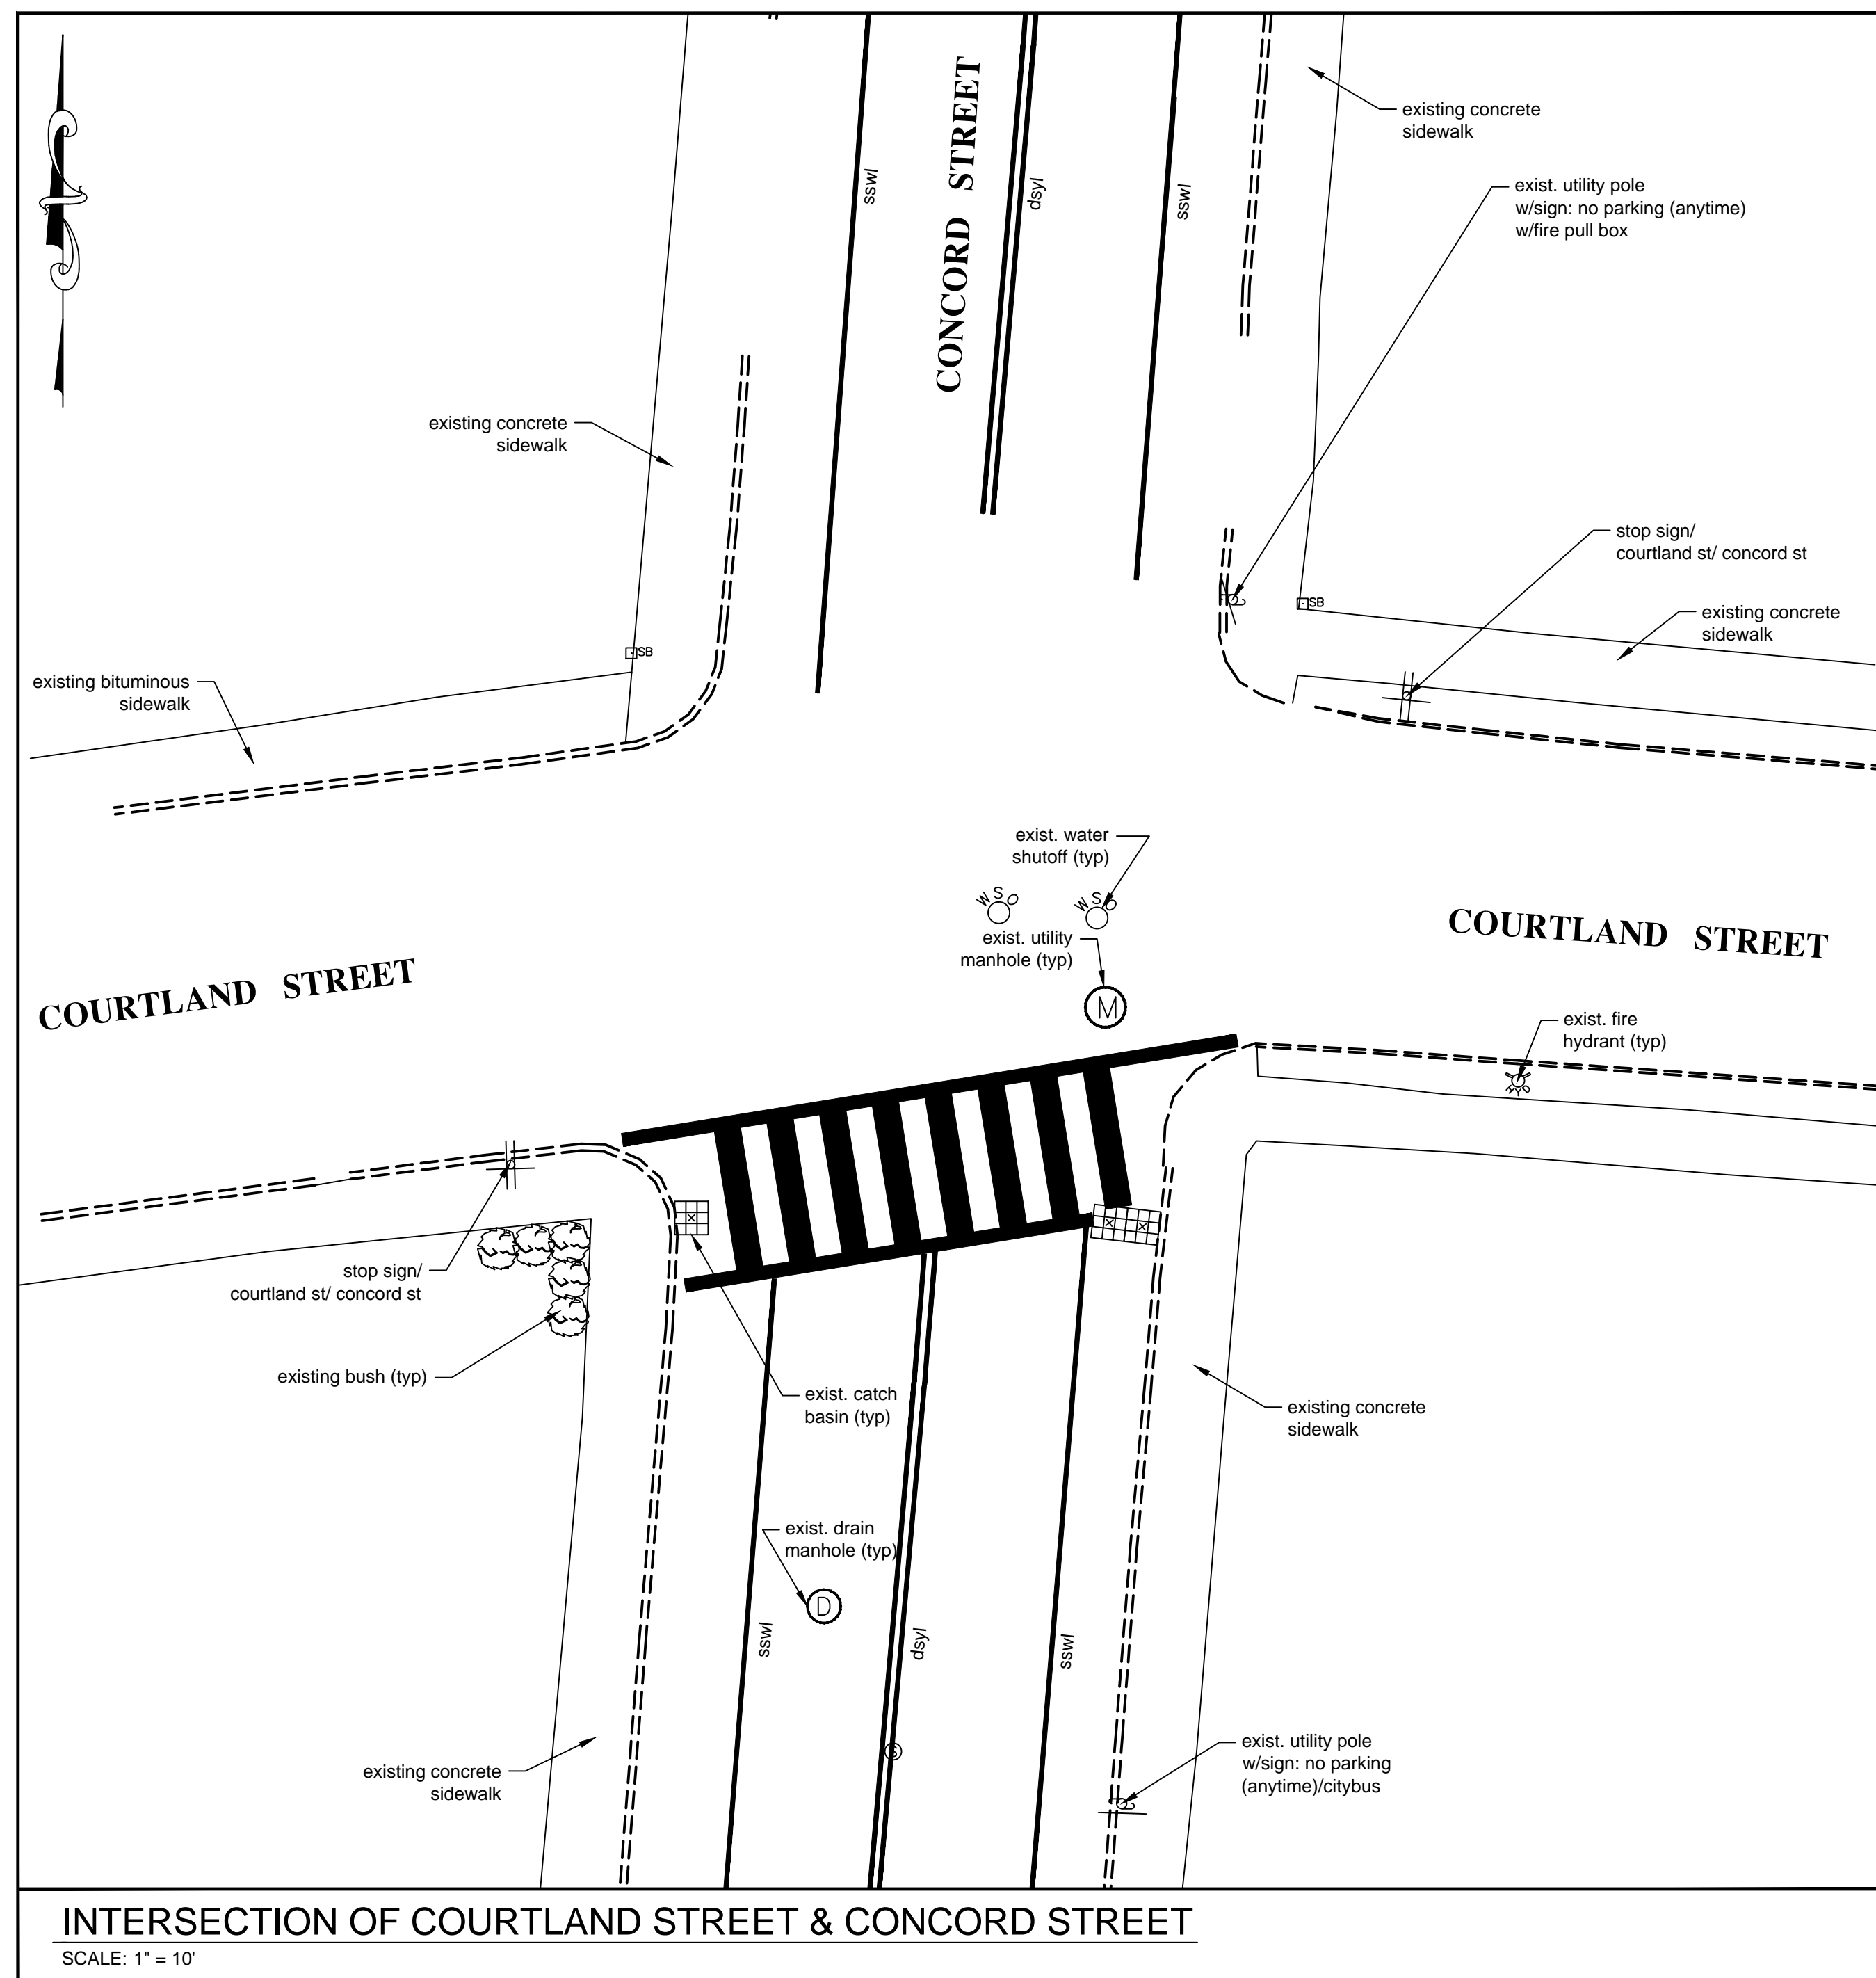 CONCORD STREET
sswl
dsyl
sswl
existing concrete
sidewalk
exist. utility pole
w/sign: no parking (anytime)
w/fire pull box
existing concrete
sidewalk
stop sign/
courtland st/ concord st
SB
existing concrete
sidewalk
SB
existing bituminous
sidewalk
exist. water
shutoff (typ)
WSO
WSO
exist. utility
manhole (typ)
M
COURTLAND STREET
COURTLAND STREET
exist. fire
hydrant (typ)
HYD
stop sign/
courtland st/ concord st
existing bush (typ)
exist. catch
basin (typ)
existing concrete
sidewalk
exist. drain
manhole (typ)
D
sswl
dsyl
sswl
S
existing concrete
sidewalk
exist. utility pole
w/sign: no parking
(anytime)/citybus
INTERSECTION OF COURTLAND STREET & CONCORD STREET
SCALE: 1" = 10'